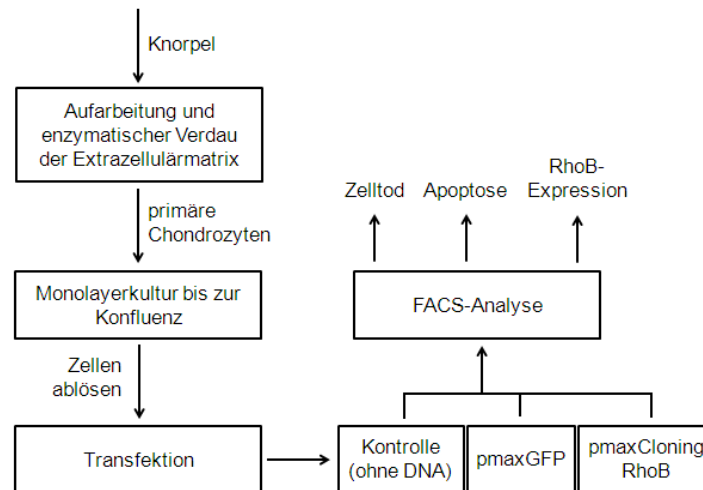 Knorpel
Aufarbeitung und
enzymatischer Verdau
der Extrazellulärmatrix
primäre
Chondrozyten
Monolayerkultur bis zur
Konfluenz
Zellen
ablösen
Transfektion
Kontrolle
(ohne DNA)
pmaxGFP
pmaxCloning
RhoB
FACS-Analyse
Zelltod
Apoptose
RhoB-
Expression